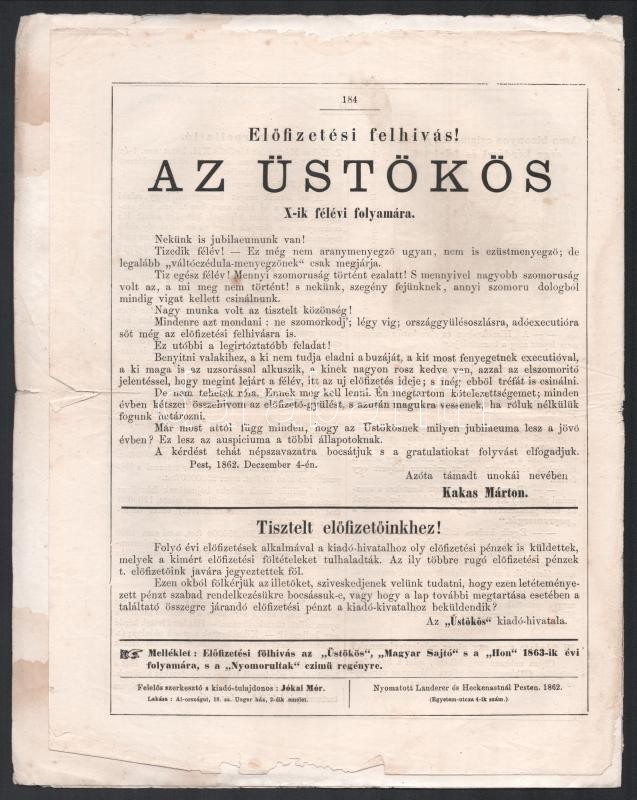 184
Előfizetési felhivás!
AZ ÜSTÖKÖS
X-ik félévi folyamára.
Nekünk is jubilaeumunk van!
Tizedik félév! — Ez még nem aranymenyegző ugyan, nem is ezüstmenyegző; de
legalább „váltóczédula-menyegzőnek" csak megjárja.
Tiz egész félév! Mennyi szomoruság történt ezalatt! S mennyivel nagyobb szomoruság
volt az, a mi meg nem történt! s nekünk, szegény fejünknek, annyi szomoru dologból
mindig vigat kellett csinálnunk.
Nagy munka volt az tisztelt közönség!
Mindenre azt mondani: ne szomorkodj'; légy vig; országgyülésoszlásra, adóexecutióra
sőt még az előfizetési felhivásra is.
Ez utóbbi a legirtóztatóbb feladat!
Benyitni valakihez, a ki nem tudja eladni a buzáját, a kit most fenyegetnek executióval,
a ki maga is az uzsorással alkuszik, a kinek nagyon rosz kedve van, azzal az elszomoritó
jelentéssel, hogy megint lejárt a félév, itt az uj előfizetés ideje; s még ebből tréfát is csinálni.
De nem tehetek róla. Ennek meg kell lenni. Én megtartom kötelezettségemet; minden
évben kétszer összehivom az előfizető-gyülést, s azután magukra vessenek, ha róluk nélkülük
fogunk határozni.
Már most attól függ minden, hogy az Üstökösnek milyen jubilaeuma lesz a jövő
évben? Ez lesz az auspiciuma a többi állapotoknak.
A kérdést tehát népszavazatra bocsátjuk s a gratulatiokat folyvást elfogadjuk.
Pest, 1862. Deczember 4-én.
Azóta támadt unokái nevében
Kakas Márton.
Tisztelt előfizetőinkhez!
Folyó évi előfizetések alkalmával a kiadó-hivatalhoz oly előfizetési pénzek is küldettek,
melyek a kimért előfizetési föltételeket tulhaladták. Az ily többre rugó előfizetési pénzek
t. előfizetőink javára jegyeztettek föl.
Ezen okból fölkérjük az illetőket, sziveskedjenek velünk tudatni, hogy ezen letéteménye-
zett pénzt szabad rendelkezésükre bocsássuk-e, vagy hogy a lap további megtartása esetében a
találtató összegre járandó előfizetési pénzt a kiadó-kivatalhoz beküldendik?
Az „Üstökös" kiadó-hivatala.
Melléklet: Előfizetési fölhivás az „Üstökös", „Magyar Sajtó" s a „Hon" 1863-ik évi
folyamára, s a „Nyomorultak" czimü regényre.
Felelős szerkesztő s kiadó-tulajdonos: Jókai Mór.
Lakása: Al-országut, 18. sz. Unger ház, 2-dik emelet.
Nyomatott Landerer és Heckenastnál Pesten. 1862.
(Egyetem-utcza 4-ik szám.)